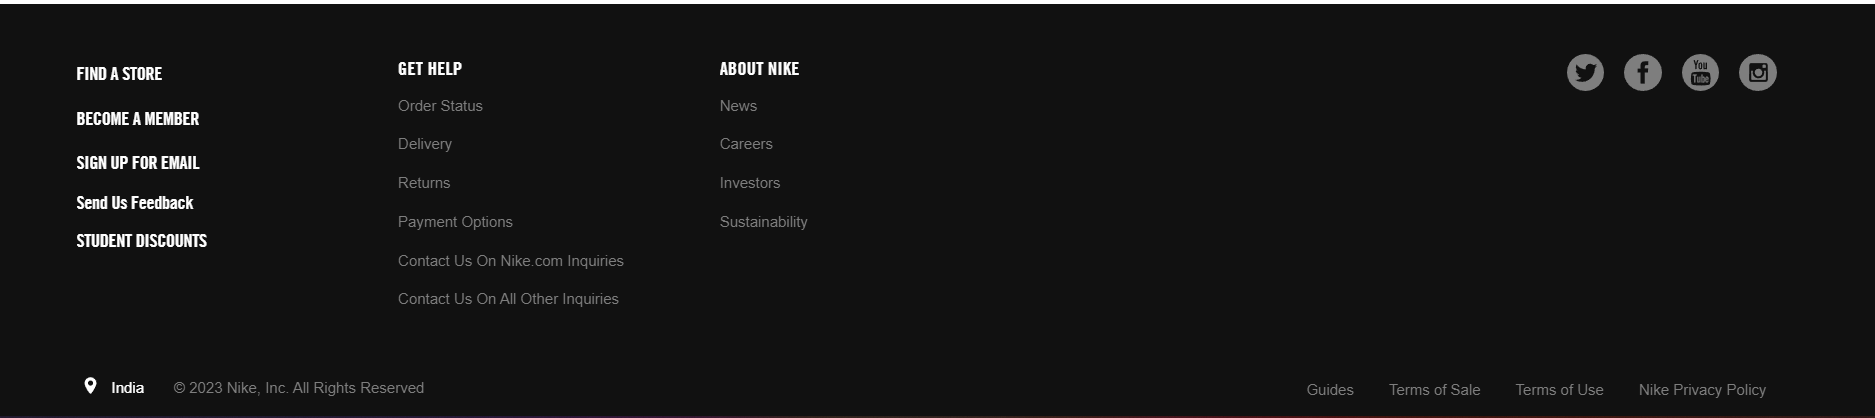 FIND A STORE
BECOME A MEMBER
SIGN UP FOR EMAIL
Send Us Feedback
STUDENT DISCOUNTS
GET HELP
Order Status
Delivery
Returns
Payment Options
Contact Us On Nike.com Inquiries
Contact Us On All Other Inquiries
ABOUT NIKE
News
Careers
Investors
Sustainability
You
Tube
India © 2023 Nike, Inc. All Rights Reserved
Guides Terms of Sale Terms of Use Nike Privacy Policy